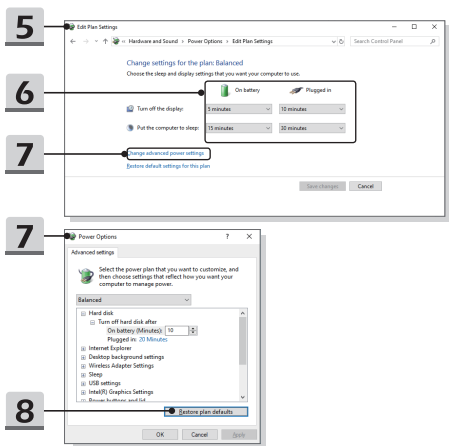 5
Edit Plan Settings
« Hardware and Sound › Power Options › Edit Plan Settings
Search Control Panel
Change settings for the plan: Balanced
Choose the sleep and display settings that you want your computer to use.
6
On battery
Plugged in
Turn off the display:
5 minutes
10 minutes
Put the computer to sleep:
15 minutes
30 minutes
7
Change advanced power settings
Restore default settings for this plan
Save changes
Cancel
7
Power Options
?
Advanced settings
Select the power plan that you want to customize, and
then choose settings that reflect how you want your
computer to manage power.
Balanced
Hard disk
Turn off hard disk after
On battery (Minutes): 10
Plugged in: 20 Minutes
Internet Explorer
Desktop background settings
Wireless Adapter Settings
Sleep
USB settings
Intel(R) Graphics Settings
Power buttons and lid
8
Restore plan defaults
OK
Cancel
Apply